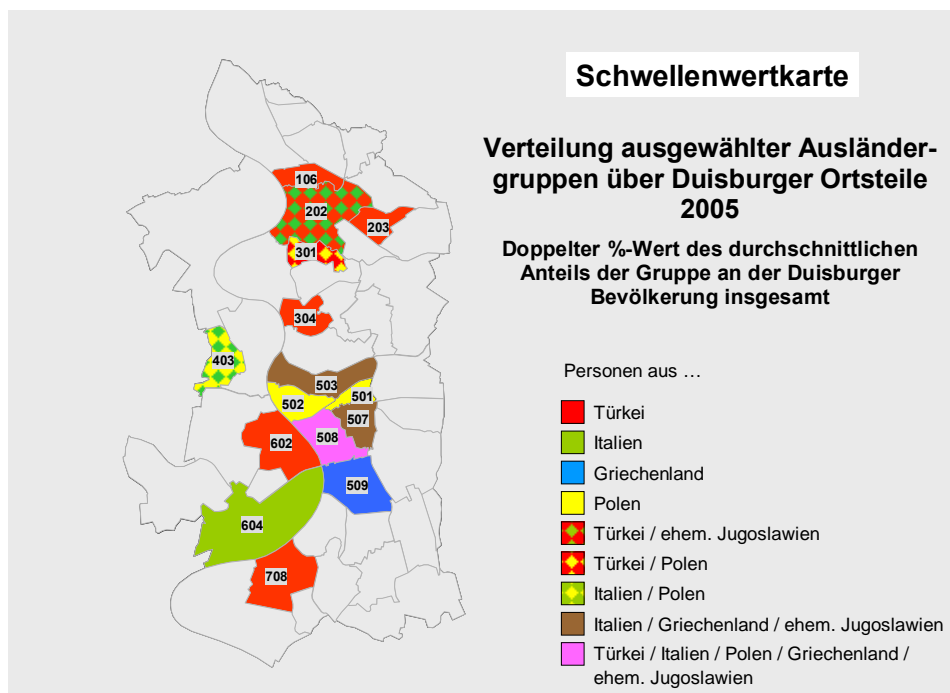 Schwellenwertkarte
Verteilung ausgewählter Auslänger-
gruppen über Duisburger Ortsteile
2005
Doppelter %-Wert des durchschnittlichen
Anteils der Gruppe an der Duisburger
Bevölkerung insgesamt
106
202
203
301
304
403
503
501
502
507
508
602
509
604
708
Personen aus …
Türkei
Italien
Griechenland
Polen
Türkei / ehem. Jugoslawien
Türkei / Polen
Italien / Polen
Italien / Griechenland / ehem. Jugoslawien
Türkei / Italien / Polen / Griechenland /
ehem. Jugoslawien